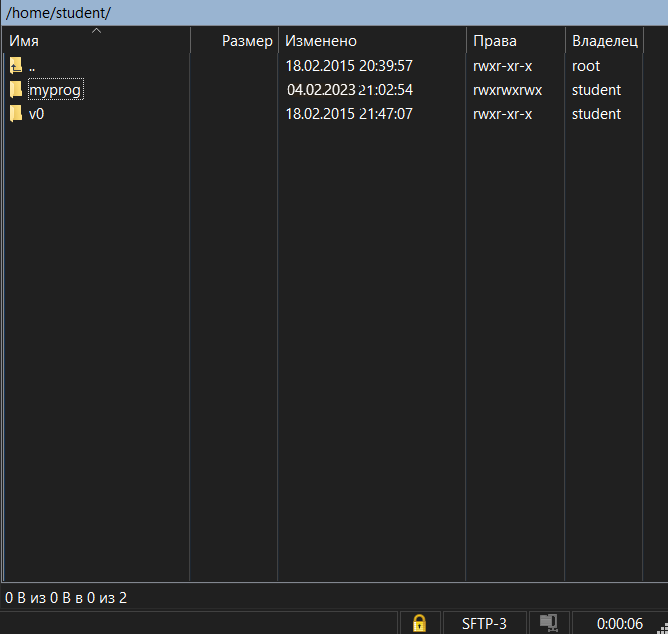 /home/student/
Имя Размер Изменено Права Владелец
.. 18.02.2015 20:39:57 rwxr-xr-x root
myprog 04.02.2023 21:02:54 rwxrwxrwx student
v0 18.02.2015 21:47:07 rwxr-xr-x student
0 B из 0 B в 0 из 2
SFTP-3 0:00:06